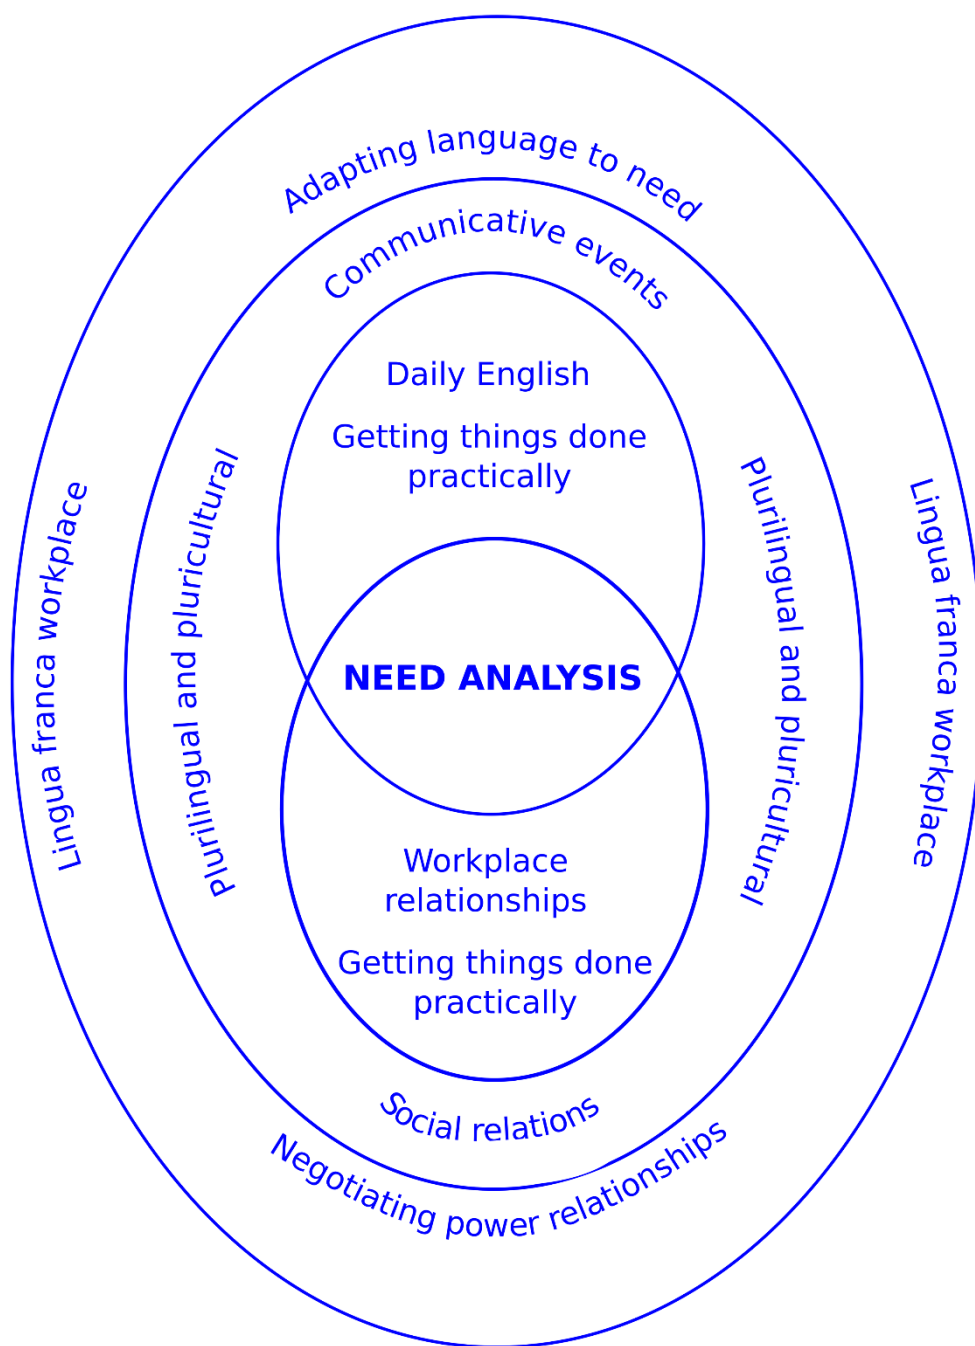 Adapting language to need
Communicative events
Daily English
Getting things done
practically
Lingua franca workplace
Plurilingual and pluricultural
NEED ANALYSIS
Plurilingual and pluricultural
Lingua franca workplace
Workplace
relationships
Getting things done
practically
Social relations
Negotiating power relationships